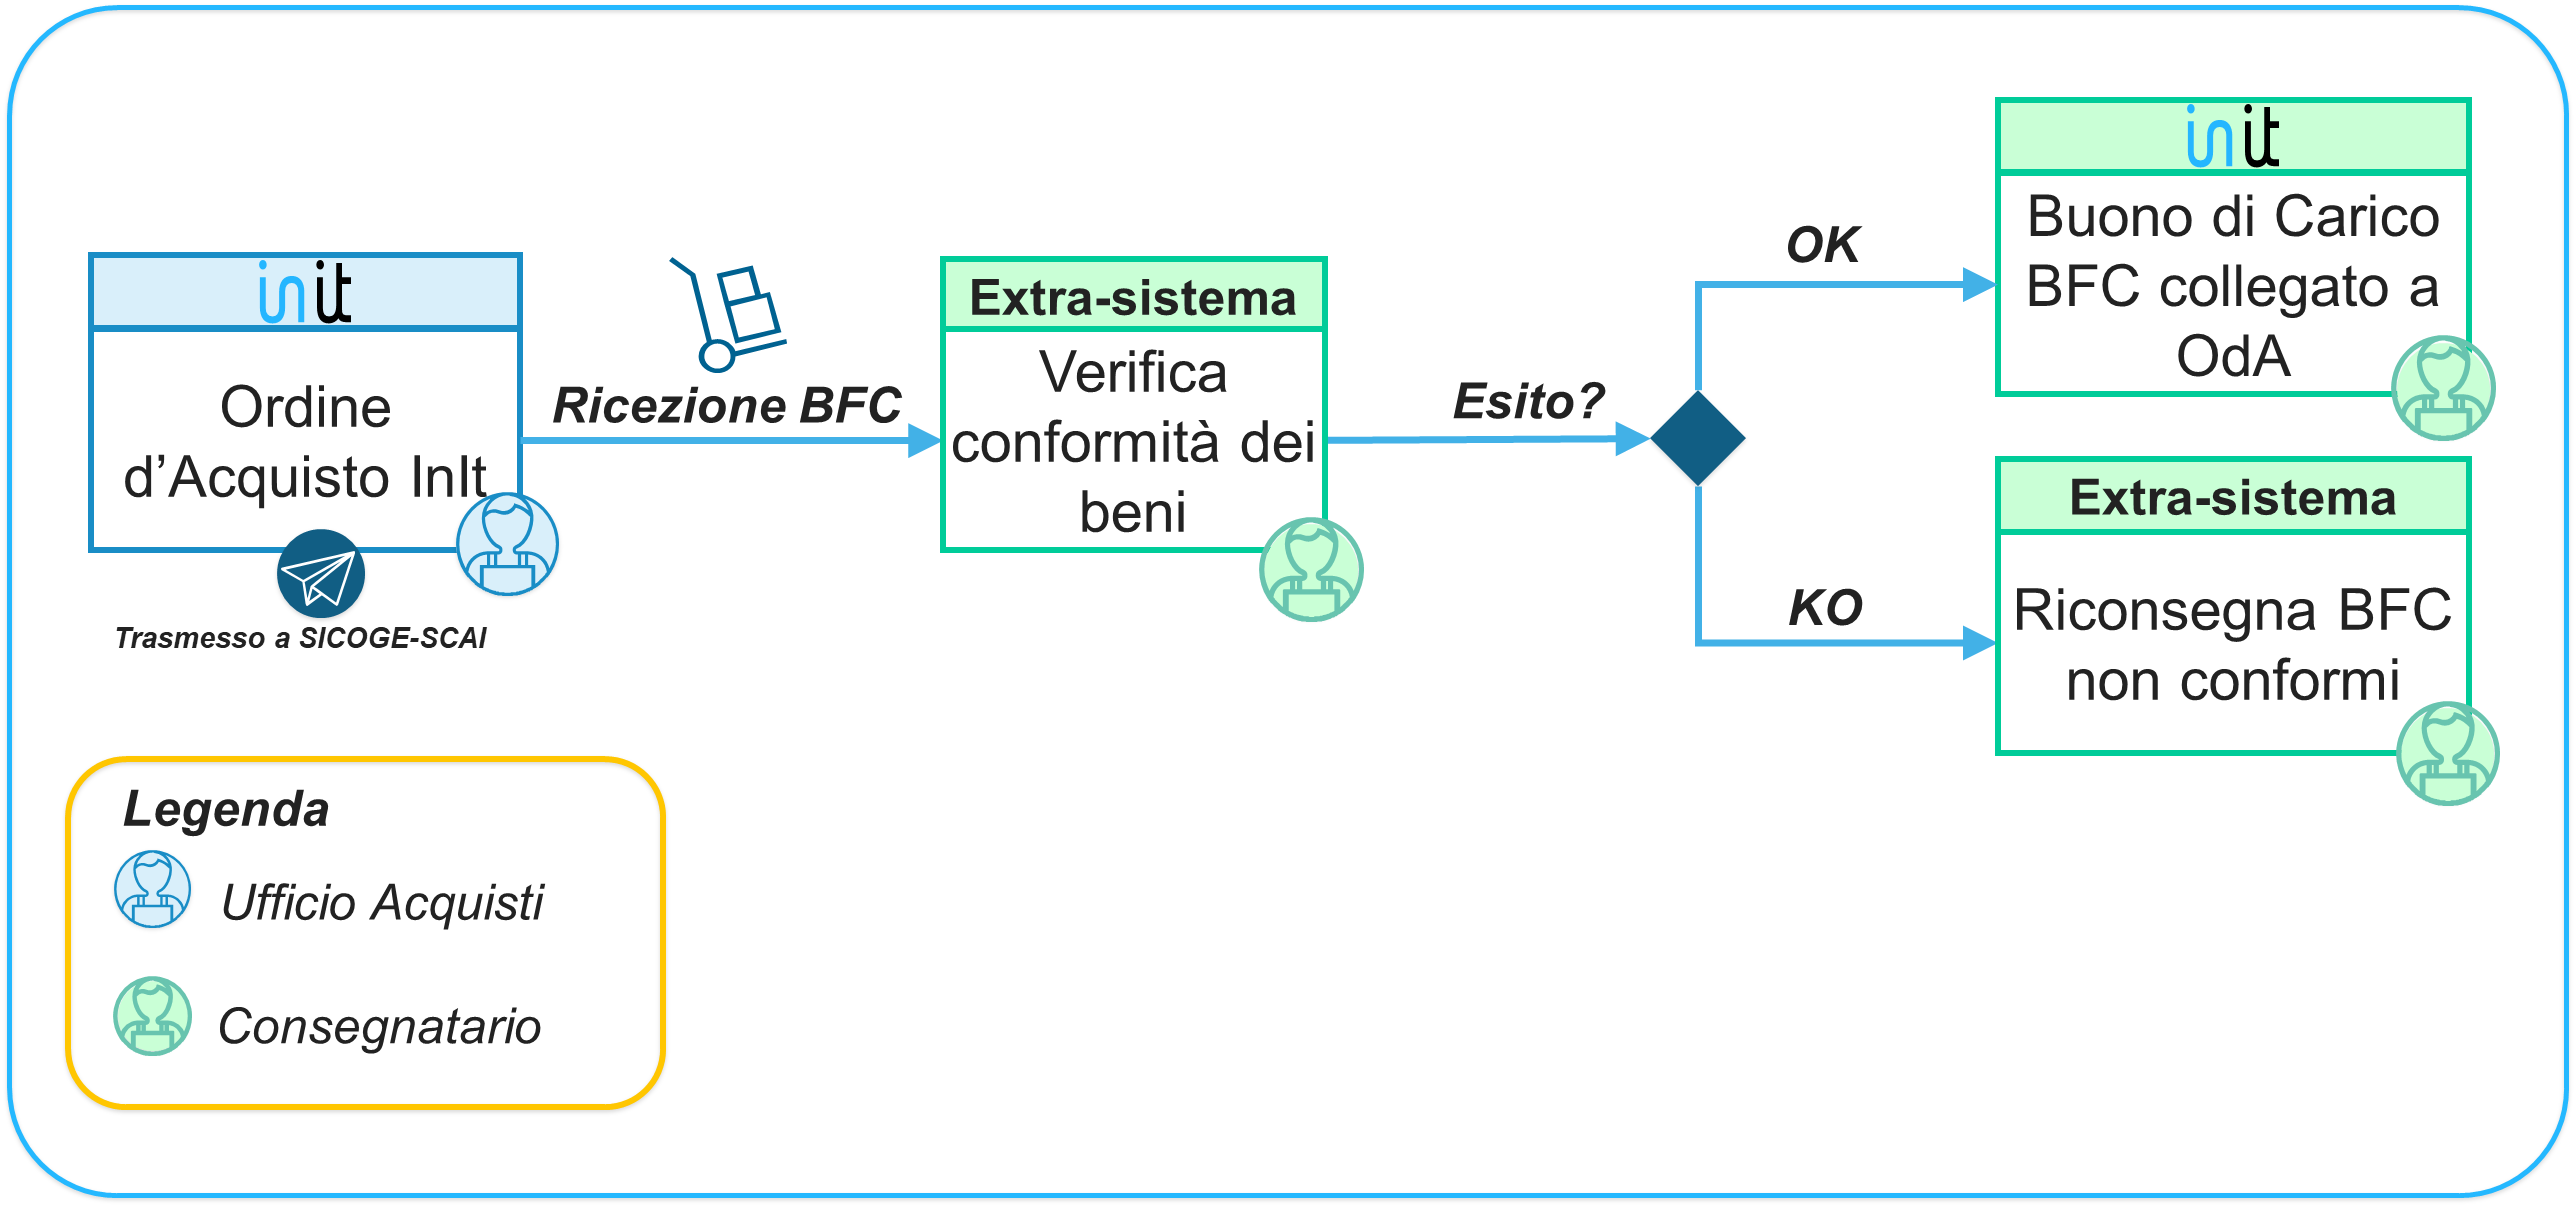 init
Ordine
d’Acquisto InIt
Trasmesso a SICOGE-SCAI
Ricezione BFC
Extra-sistema
Verifica
conformità dei
beni
Esito?
OK
init
Buono di Carico
BFC collegato a
OdA
KO
Extra-sistema
Riconsegna BFC
non conformi
Legenda
Ufficio Acquisti
Consegnatario